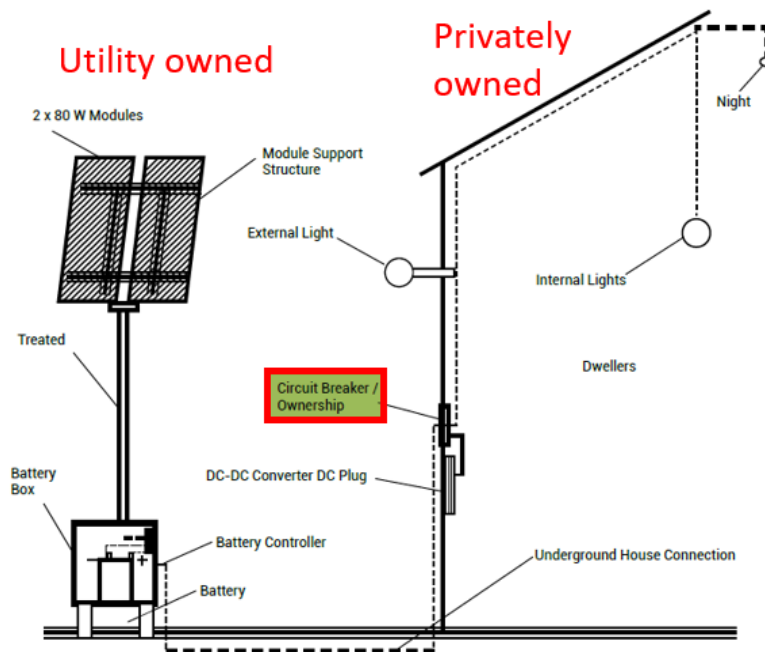 Utility owned
Privately
owned
2 x 80 W Modules
Module Support
Structure
Night
External Light
Internal Lights
Treated
Dwellers
Circuit Breaker /
Ownership
Battery
Box
DC-DC Converter DC Plug
Battery Controller
Underground House Connection
Battery